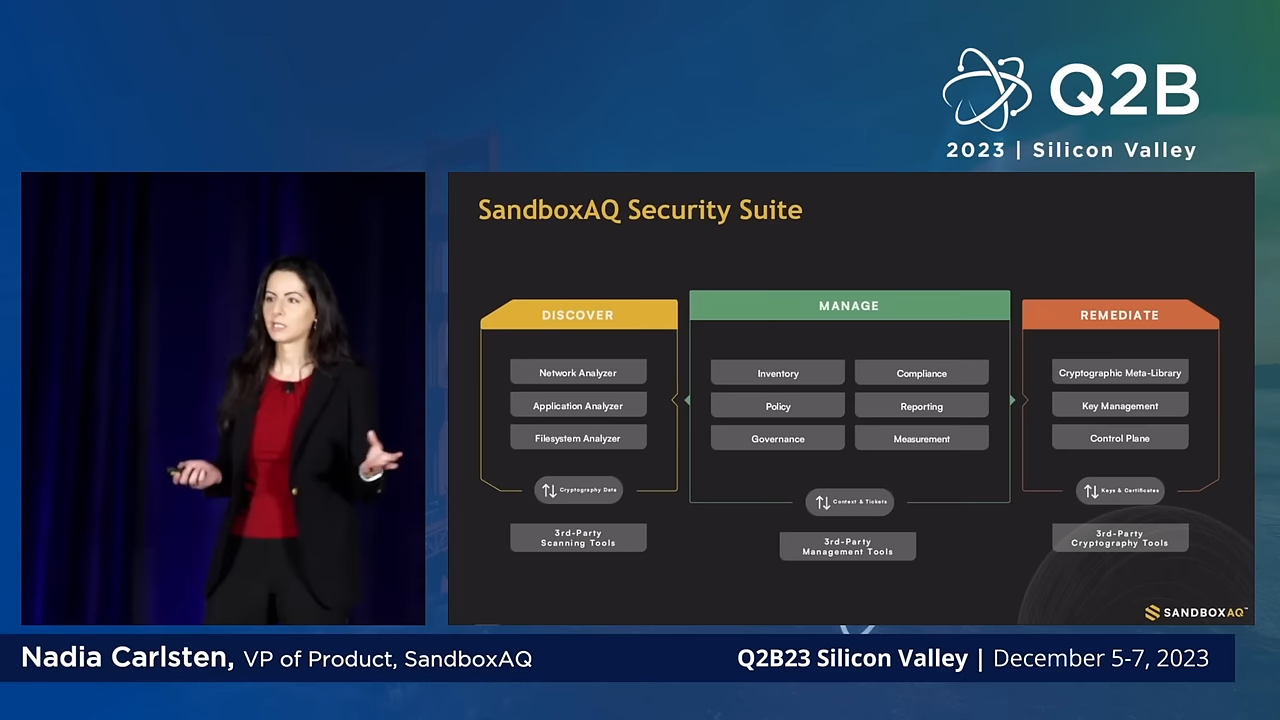 Q2B
2023 | Silicon Valley
SandboxAQ Security Suite
DISCOVER
Network Analyzer
Application Analyzer
Filesystem Analyzer
Cryptography Data
3rd-Party
Scanning Tools
MANAGE
Inventory
Compliance
Policy
Reporting
Governance
Measurement
Context & Tickets
3rd-Party
Management Tools
REMEDIATE
Cryptographic Meta-Library
Key Management
Control Plane
Keys & Certificates
3rd-Party
Cryptography Tools
SANDBOXAQ™
Nadia Carlsten, VP of Product, SandboxAQ
Q2B23 Silicon Valley | December 5-7, 2023